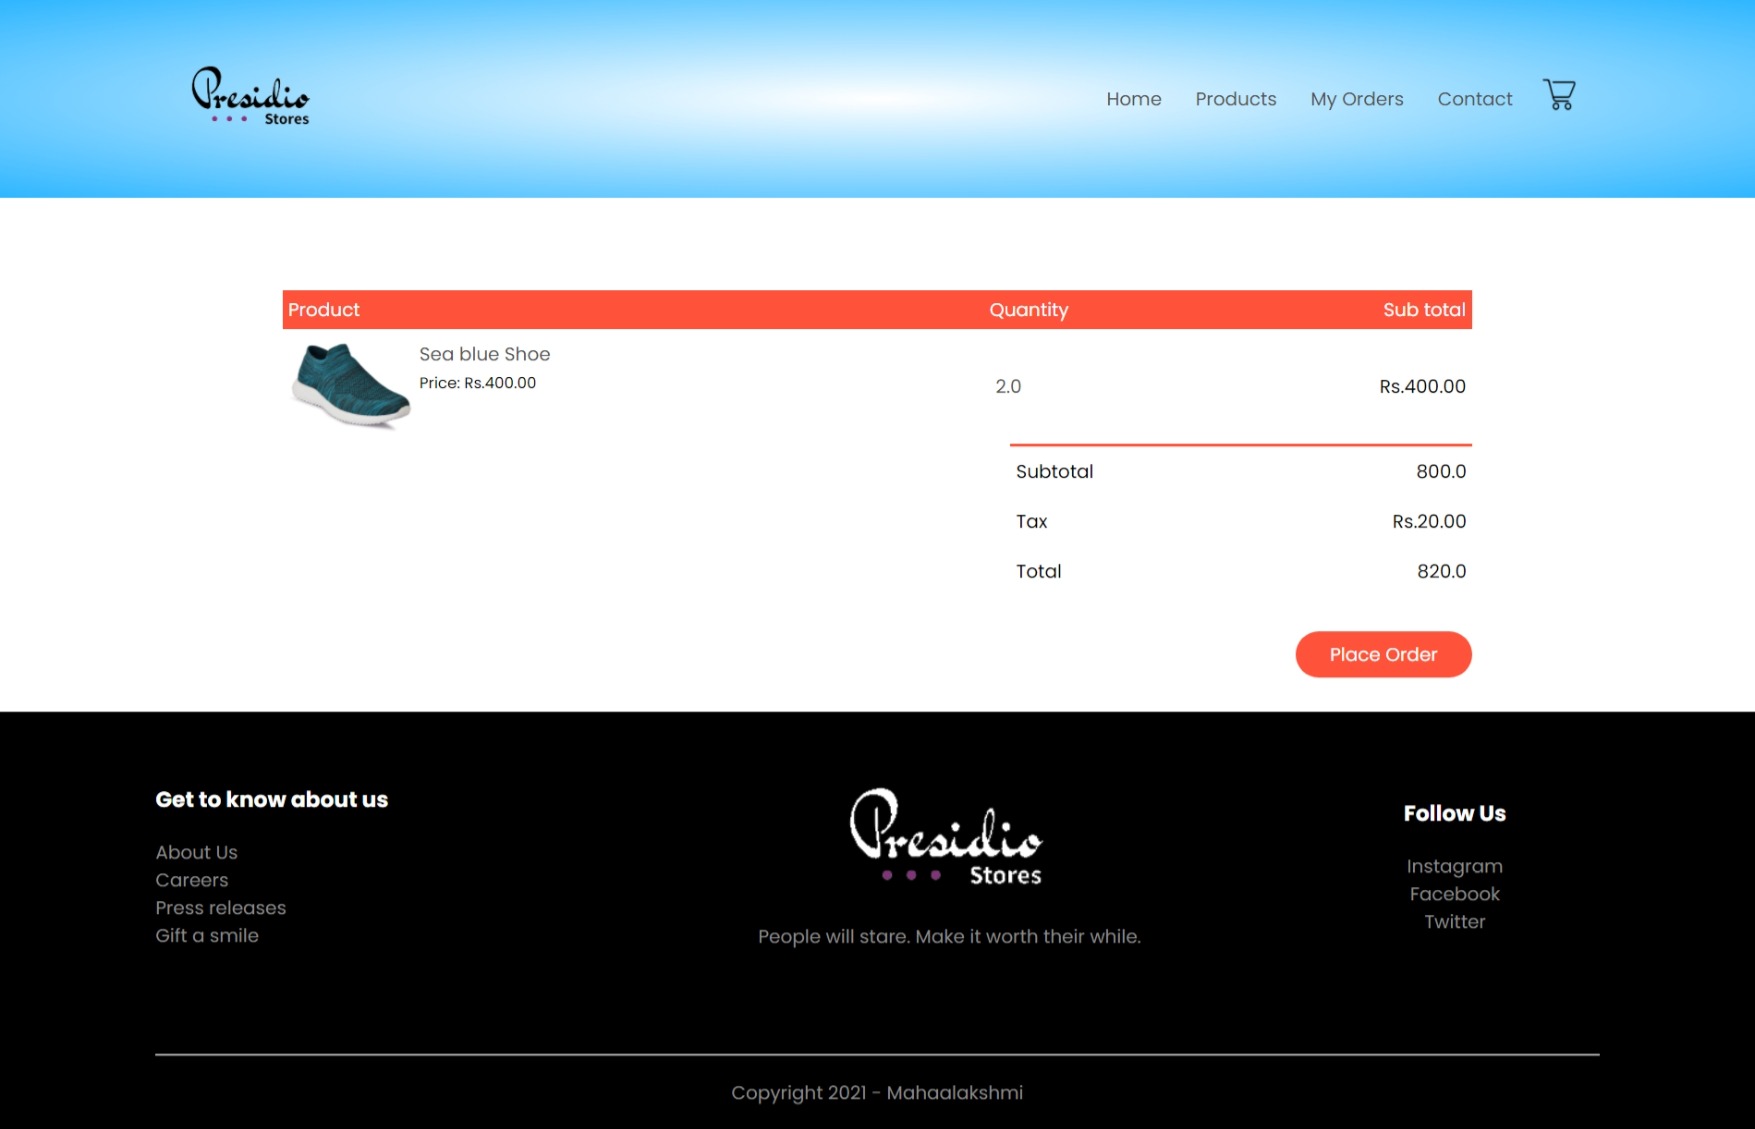 Presidio
Stores
Home Products My Orders Contact
Product Quantity Sub total
Sea blue Shoe
Price: Rs.400.00
2.0 Rs.400.00
Subtotal 800.0
Tax Rs.20.00
Total 820.0
Place Order
Get to know about us
About Us
Careers
Press releases
Gift a smile
Presidio
Stores
People will stare. Make it worth their while.
Follow Us
Instagram
Facebook
Twitter
Copyright 2021 - Mahaalakshmi